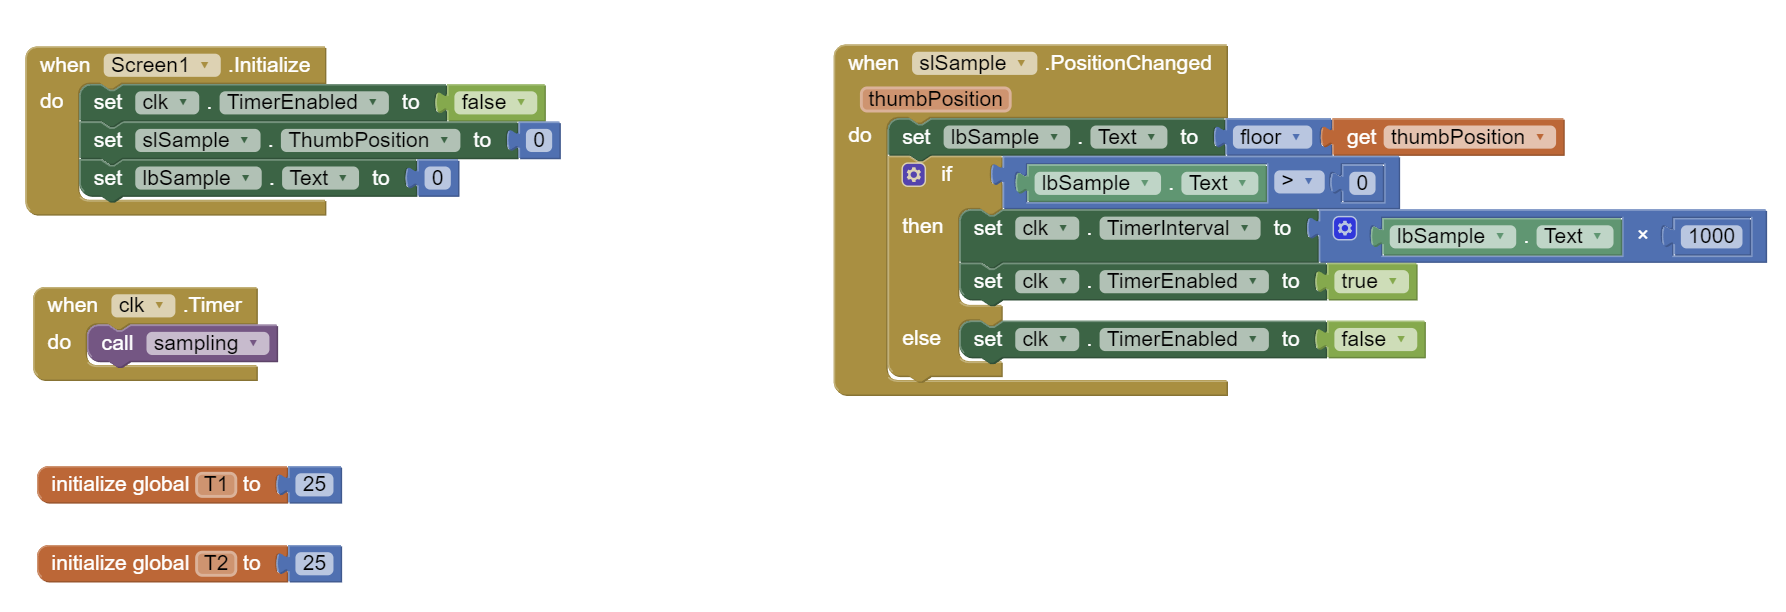 when Screen1 .Initialize
do set clk . TimerEnabled to false
set slSample . ThumbPosition to 0
set lbSample . Text to 0
when clk .Timer
do call sampling
initialize global T1 to 25
initialize global T2 to 25
when slSample .PositionChanged
thumbPosition
do set lbSample . Text to floor get thumbPosition
if lbSample . Text > 0
then set clk . TimerInterval to lbSample . Text × 1000
set clk . TimerEnabled to true
else set clk . TimerEnabled to false